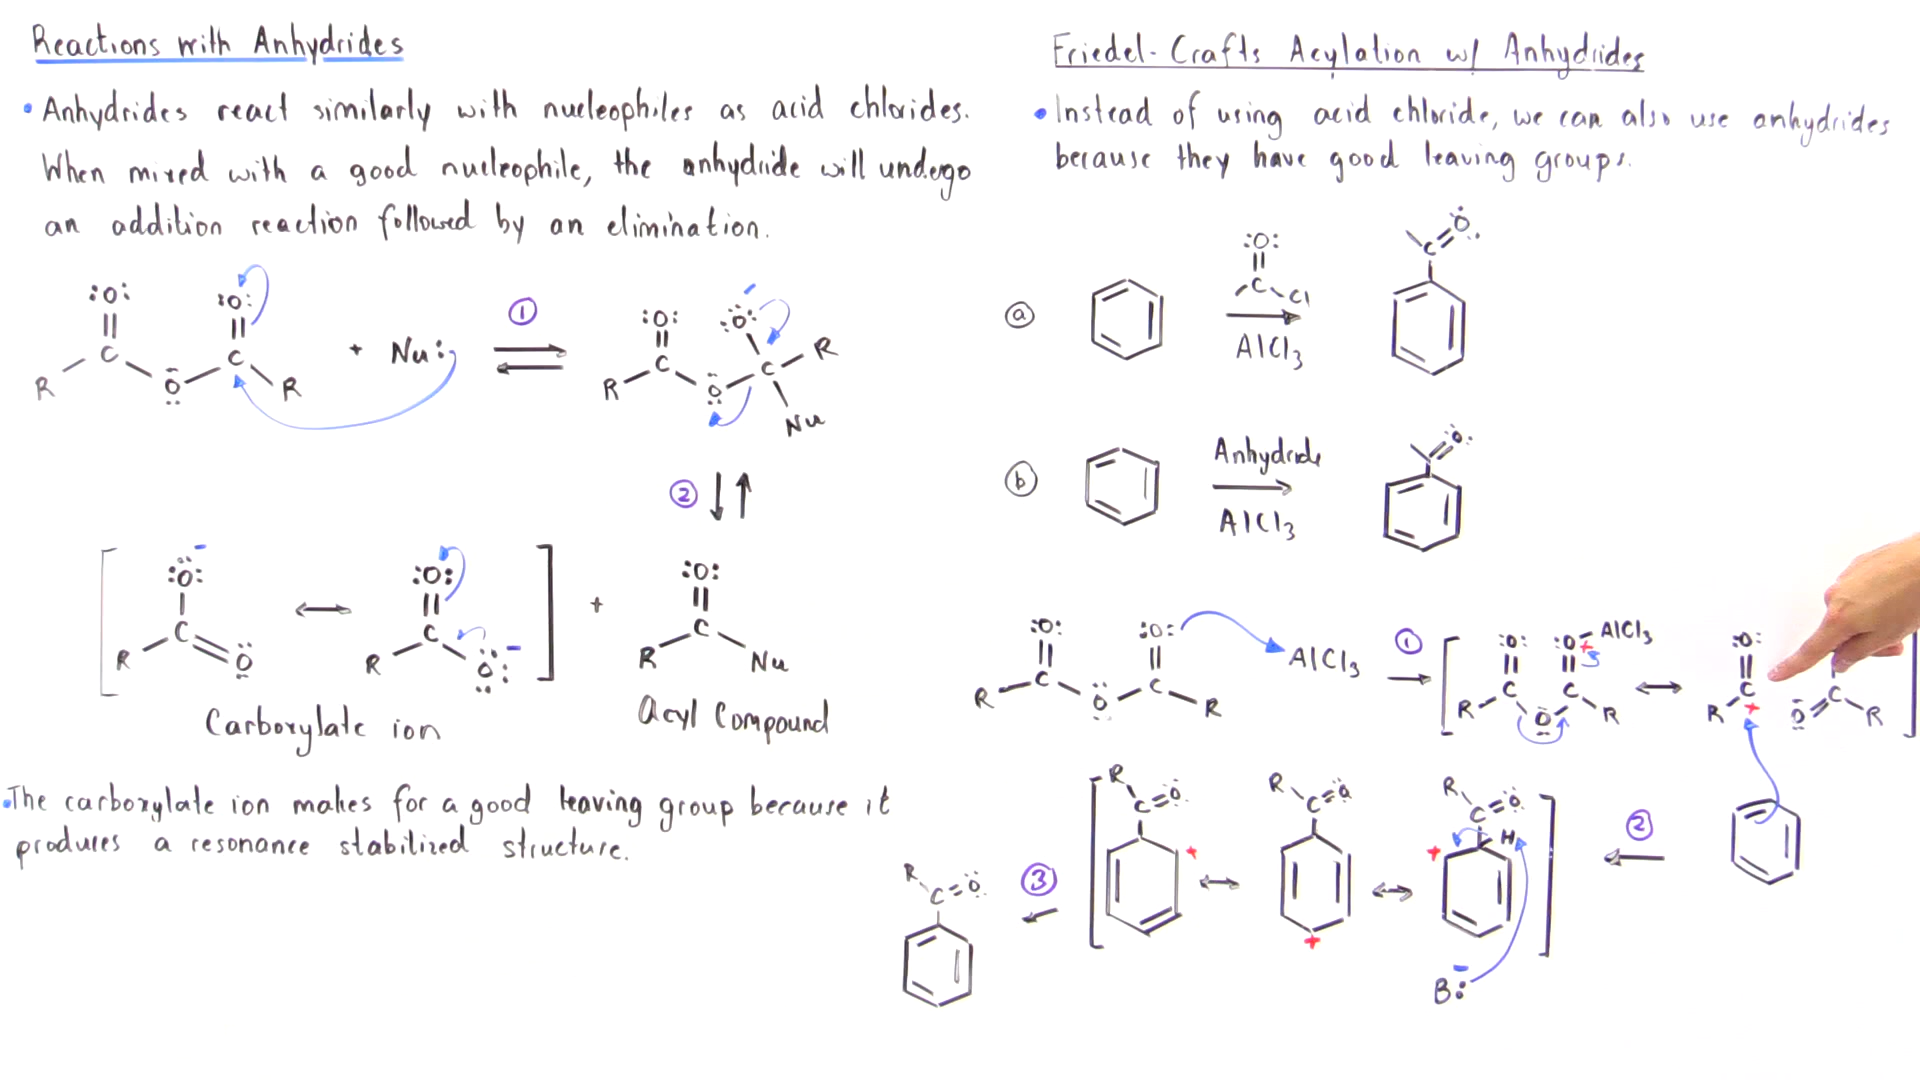 Reactions with Anhydrides
• Anhydrides react similarly with nucleophiles as acid chlorides.
When mixed with a good nucleophile, the anhydride will undergo
an addition reaction followed by an elimination.
:O: :O:
C C
R O R
+ Nu:
①
:O: :O:⁻
C C R
R O Nu
②
:O:⁻
C
R O
:O:
C
R O:⁻
+
:O:
C
R Nu
Carboxylate ion
Acyl Compound
• The carboxylate ion makes for a good leaving group because it
produces a resonance stabilized structure.
Friedel-Crafts Acylation w/ Anhydrides
• Instead of using acid chloride, we can also use anhydrides
because they have good leaving groups.
ⓐ
:O:
C Cl
AlCl3
C=O
ⓑ
Anhydride
AlCl3
O
:O: :O:
C C
R O R
AlCl3
①
:O: :O-AlCl3
+
C C
R O R
:O:
C
R +
O C R
②
R C=O
+
R C=O
+
R C=O
H
+
B:⁻
③
R C=O